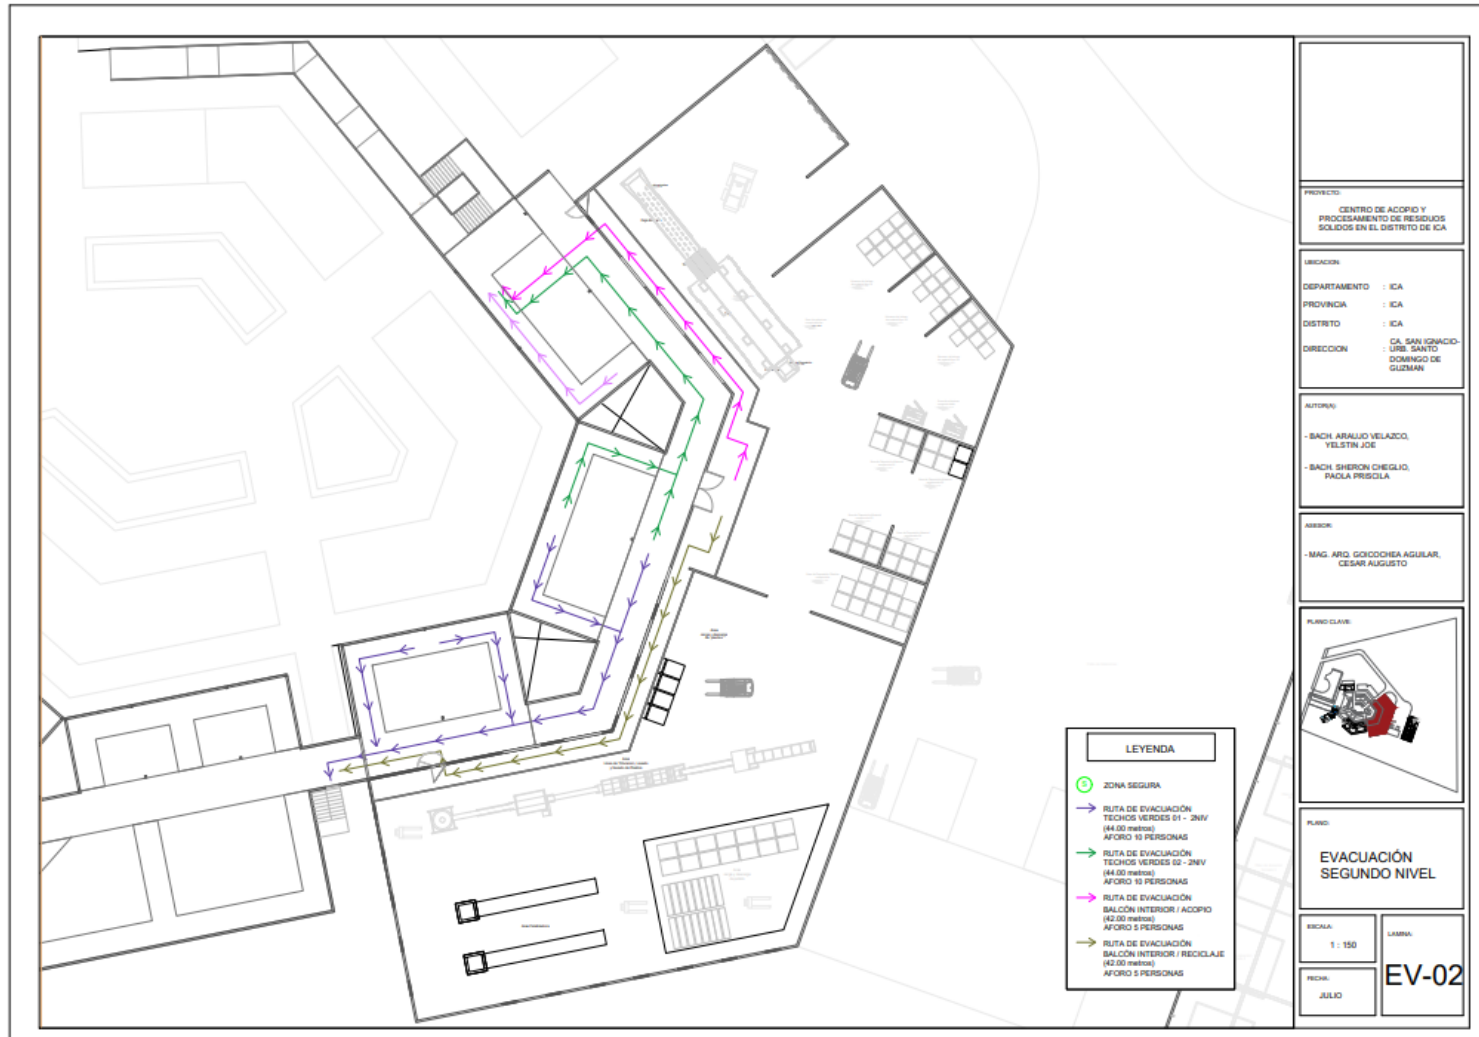 PROYECTO:
CENTRO DE ACOPIO Y
PROCESAMIENTO DE RESIDUOS
SOLIDOS EN EL DISTRITO DE ICA
UBICACION:
DEPARTAMENTO : ICA
PROVINCIA : ICA
DISTRITO : ICA
DIRECCION : CA. SAN IGNACIO-
URB. SANTO
DOMINGO DE
GUZMAN
AUTOR(A):
- BACH. ARAUJO VELAZCO,
YELSTIN JOE
- BACH. SHERON CHEGLIO,
PAOLA PRISCILA
ASESOR:
- MAG. ARQ. GOICOCHEA AGUILAR,
CESAR AUGUSTO
PLANO CLAVE:
PLANO:
EVACUACIÓN
SEGUNDO NIVEL
ESCALA:
1 : 150
LAMINA:
EV-02
FECHA:
JULIO
LEYENDA
S ZONA SEGURA
RUTA DE EVACUACIÓN
TECHOS VERDES 01 - 2NIV
(44.00 metros)
AFORO 10 PERSONAS
RUTA DE EVACUACIÓN
TECHOS VERDES 02 - 2NIV
(44.00 metros)
AFORO 10 PERSONAS
RUTA DE EVACUACIÓN
BALCÓN INTERIOR / ACOPIO
(42.00 metros)
AFORO 5 PERSONAS
RUTA DE EVACUACIÓN
BALCÓN INTERIOR / RECICLAJE
(42.00 metros)
AFORO 5 PERSONAS